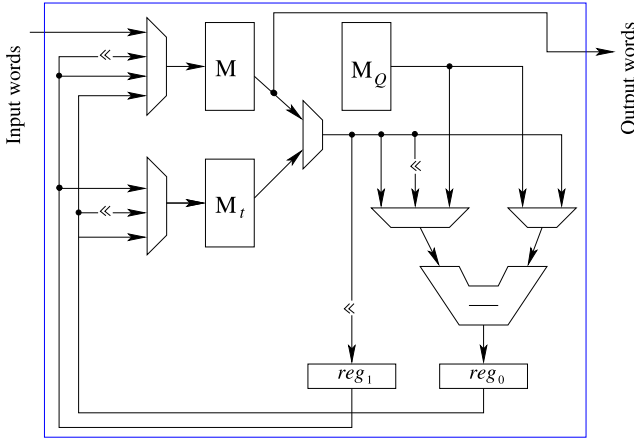 Input words
Output words
≪
M
M_Q
≪
M_t
≪
≪
—
reg_1
reg_0